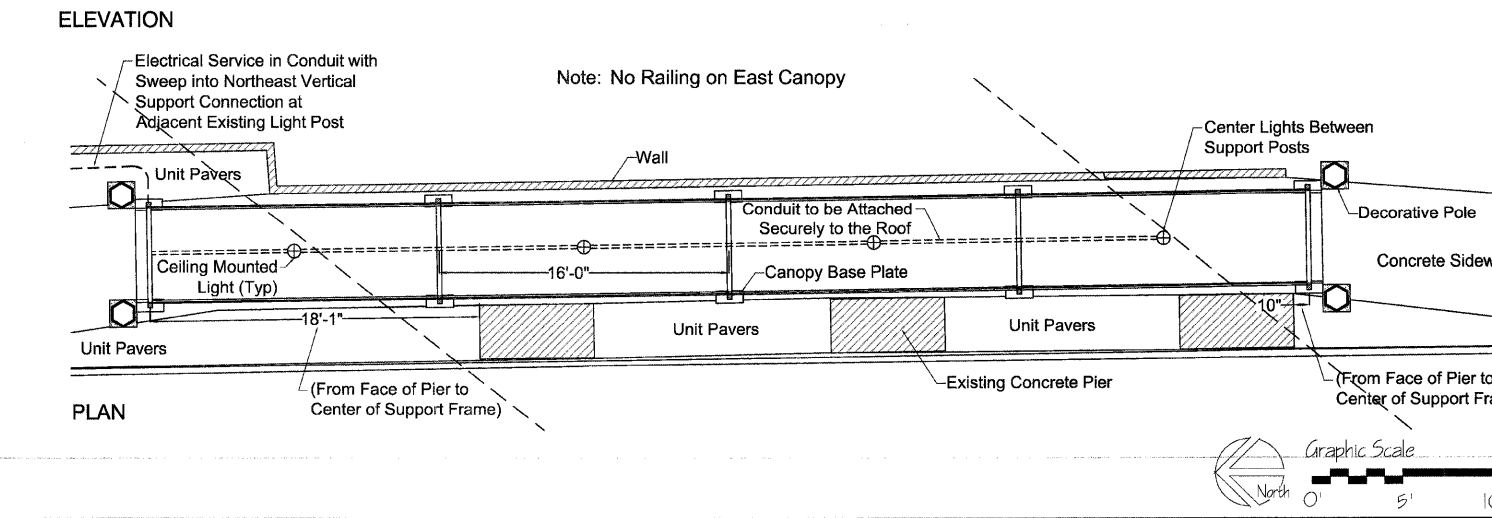 ELEVATION
Electrical Service in Conduit with
Sweep into Northeast Vertical
Support Connection at
Adjacent Existing Light Post
Note: No Railing on East Canopy
Center Lights Between
Support Posts
Wall
Unit Pavers
Conduit to be Attached
Securely to the Roof
Decorative Pole
Ceiling Mounted
Light (Typ)
16'-0"
Canopy Base Plate
Concrete Sidew
18'-1"
10"
Unit Pavers
Unit Pavers
Unit Pavers
(From Face of Pier to
Center of Support Frame)
Existing Concrete Pier
(From Face of Pier to
Center of Support Fra
PLAN
Graphic Scale
North
0'
5'